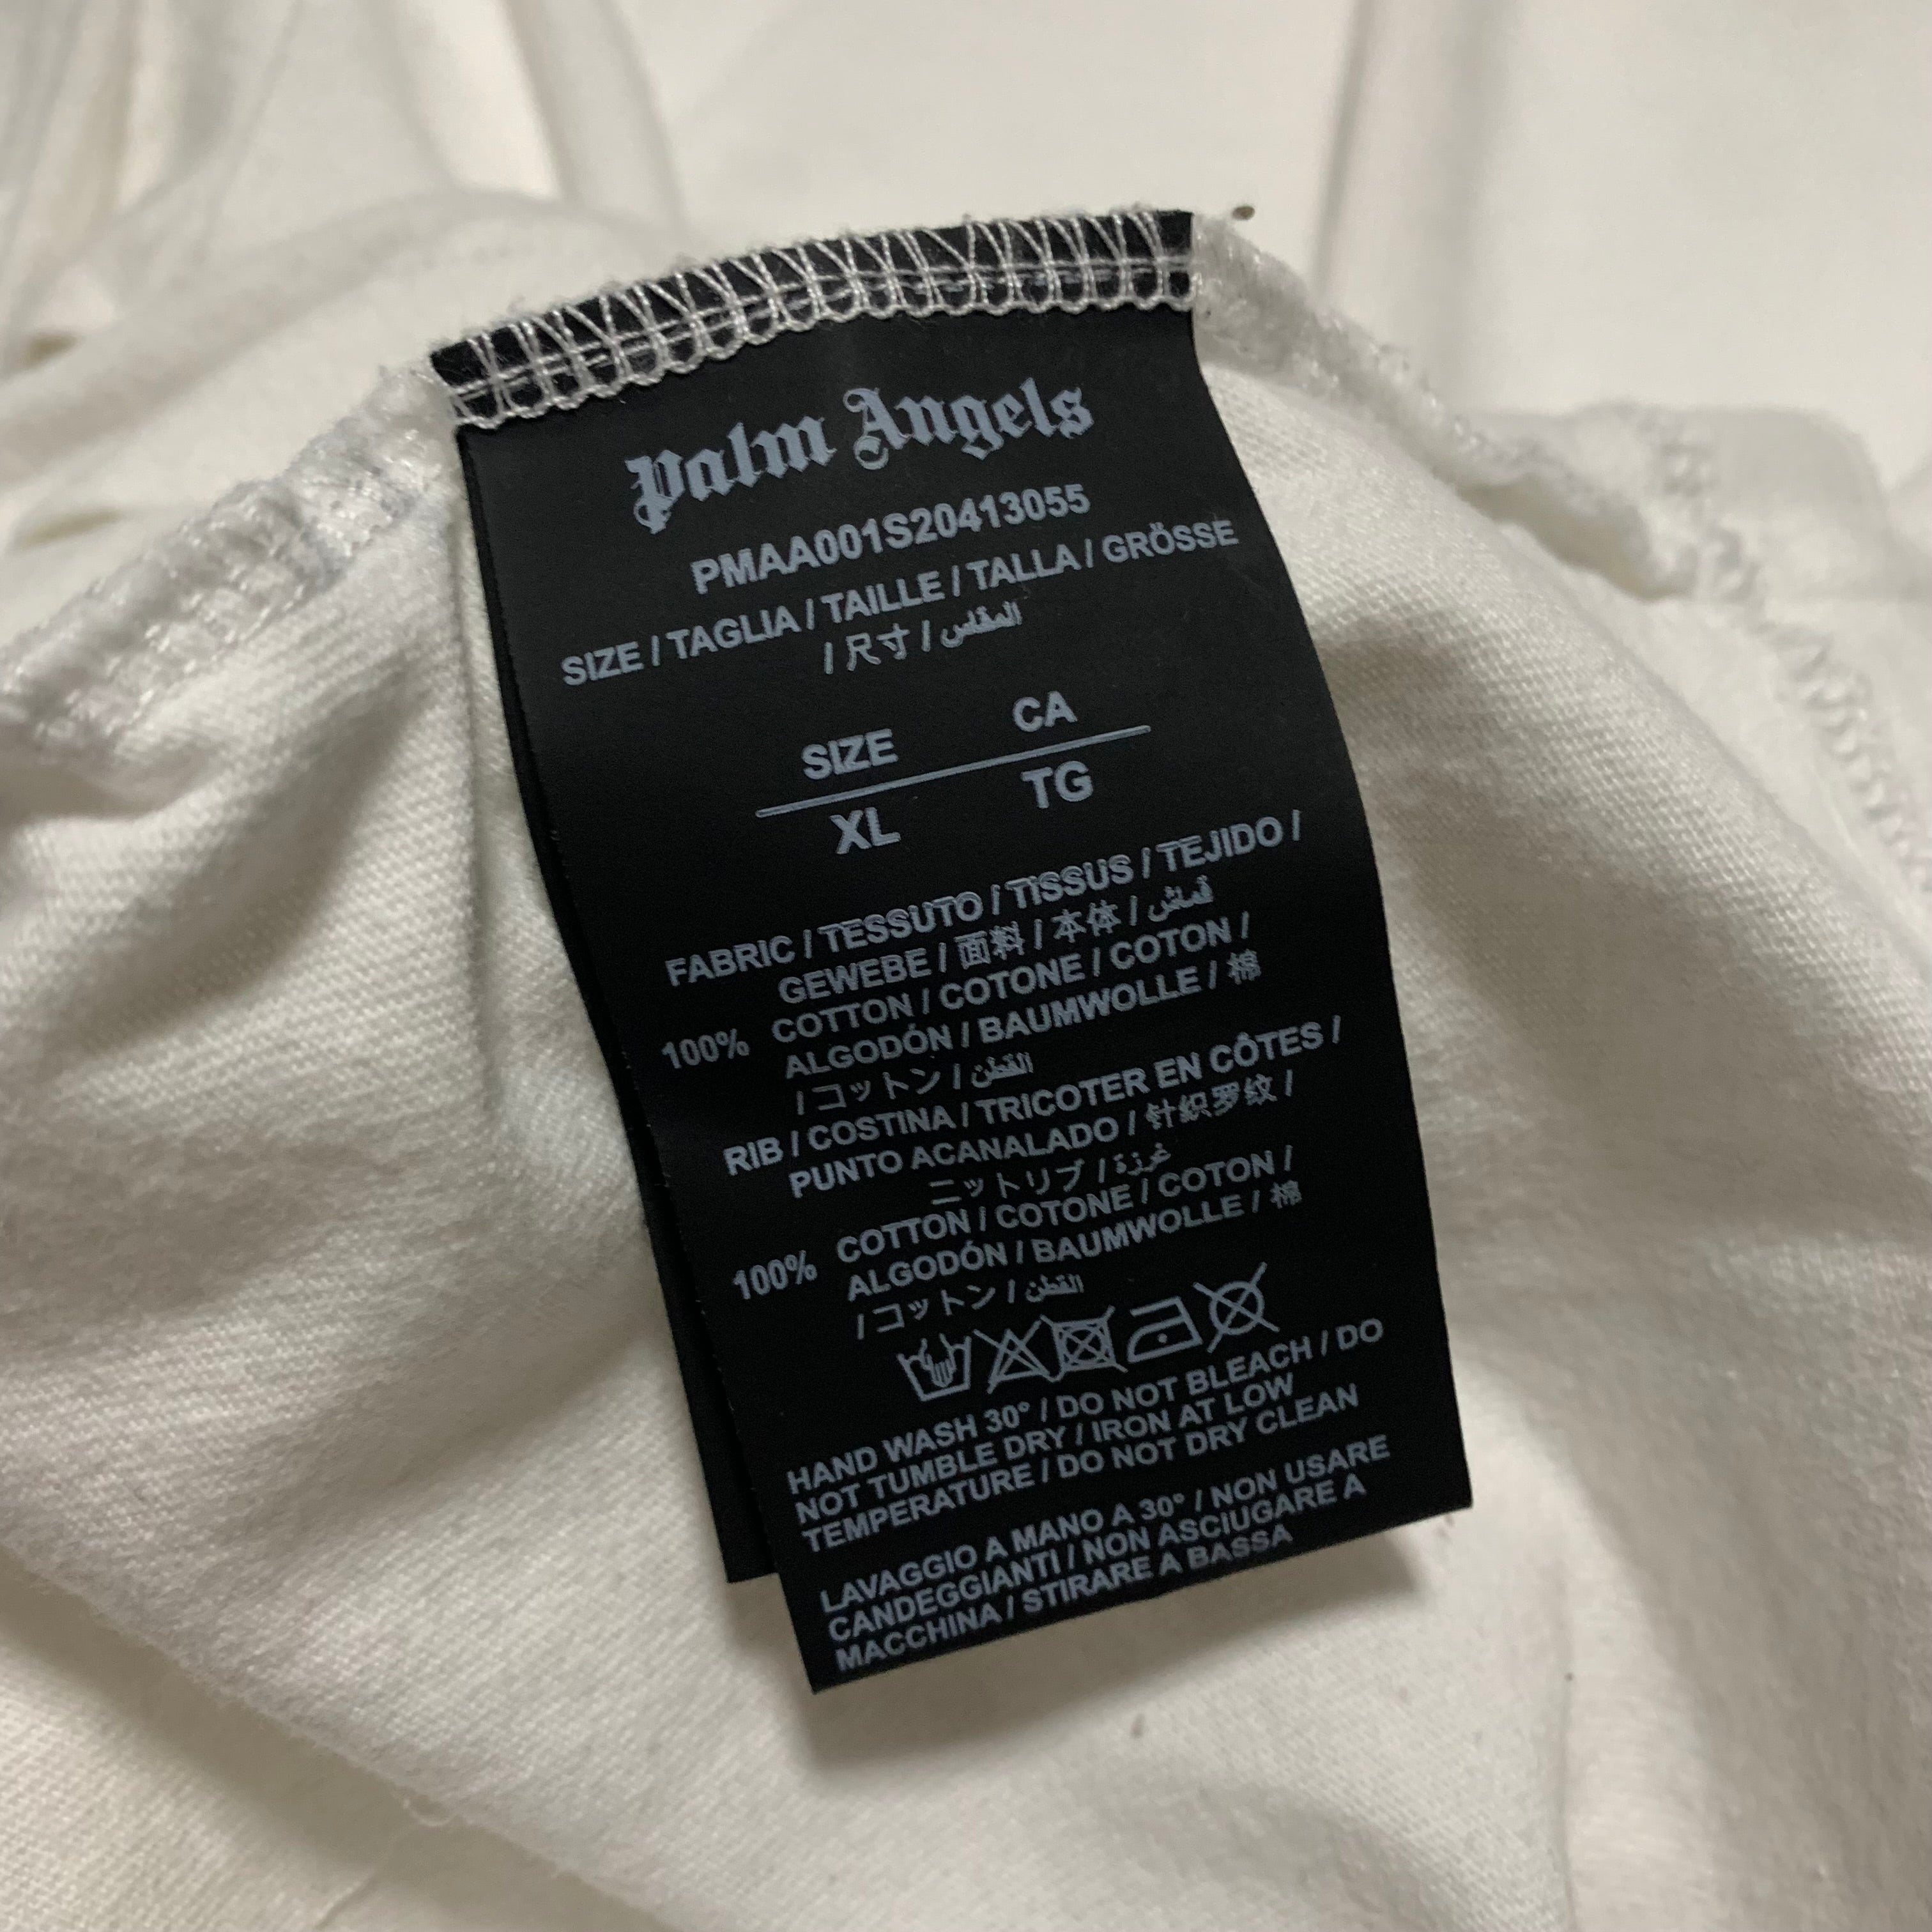 Palm Angels
PMAA001S20413055
SIZE / TAGLIA / TAILLE / TALLA / GRÖSSE
/ 尺寸 / المقاس
SIZE CA
XL TG
FABRIC / TESSUTO / TISSUS / TEJIDO /
GEWEBE / 面料 / 本体 / قماش
COTTON / COTONE / COTON /
100% ALGODÓN / BAUMWOLLE / 棉
/ コットン / القطن
RIB / COSTINA / TRICOTER EN CÔTES /
PUNTO ACANALADO / 针织罗纹 /
ニットリブ / غرزة
COTTON / COTONE / COTON /
100% ALGODÓN / BAUMWOLLE / 棉
/ コットン / القطن
HAND WASH 30° / DO NOT BLEACH / DO
NOT TUMBLE DRY / IRON AT LOW
TEMPERATURE / DO NOT DRY CLEAN
LAVAGGIO A MANO A 30° / NON USARE
CANDEGGIANTI / NON ASCIUGARE A
MACCHINA / STIRARE A BASSA